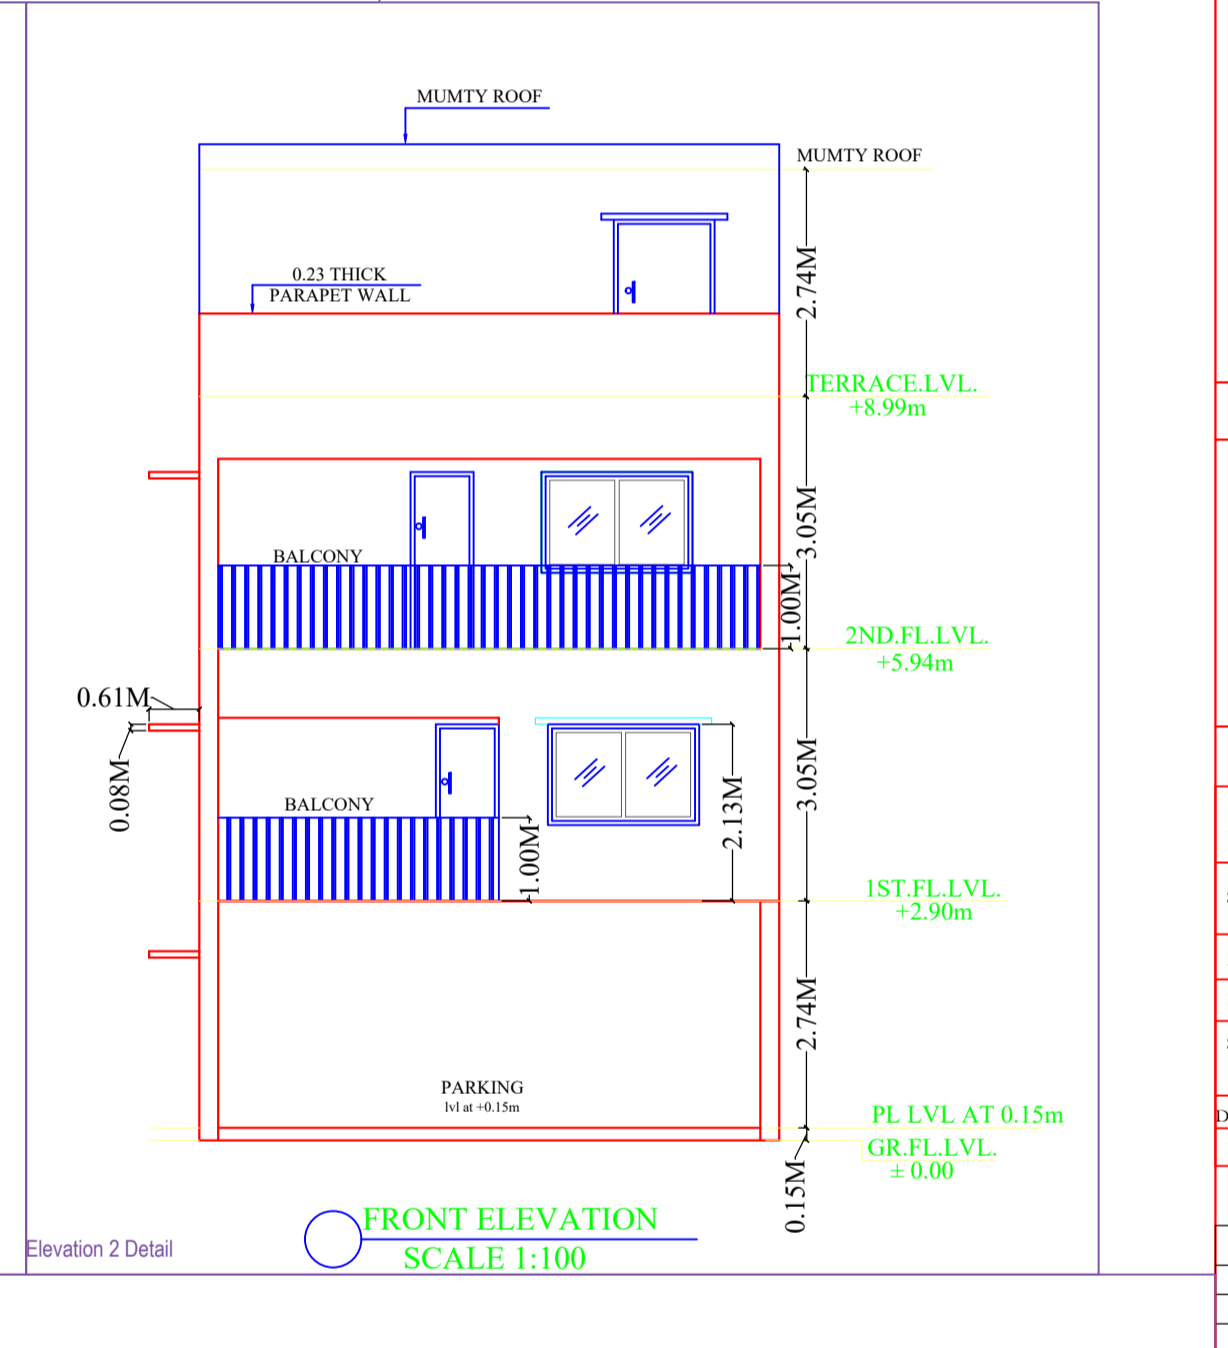 MUMTY ROOF
MUMTY ROOF
2.74M
0.23 THICK
PARAPET WALL
TERRACE.LVL.
+8.99m
3.05M
BALCONY
1.00M
2ND.FL.LVL.
+5.94m
0.61M
0.08M
3.05M
2.13M
BALCONY
1.00M
1ST.FL.LVL.
+2.90m
2.74M
PARKING
lvl at +0.15m
PL LVL AT 0.15m
GR.FL.LVL.
± 0.00
0.15M
FRONT ELEVATION
SCALE 1:100
Elevation 2 Detail
D